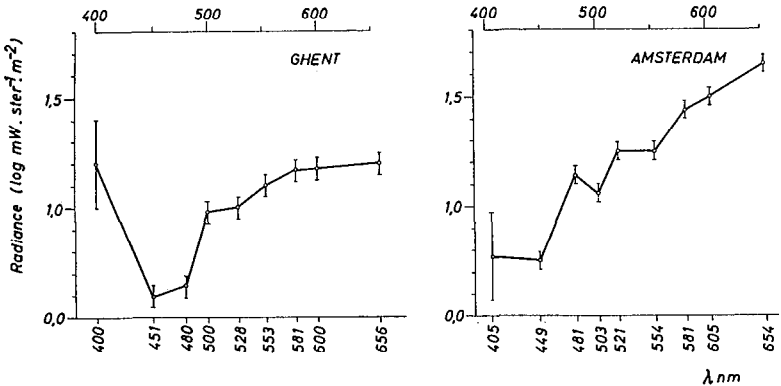 400 500 600
GHENT
Radiance (log mW. ster⁻¹. m⁻²)
1,5
1,0
0,0
400 451 480 500 528 553 581 600 656
400 500 600
AMSTERDAM
1,5
1,0
0,0
405 449 481 503 521 554 581 605 654
λ nm